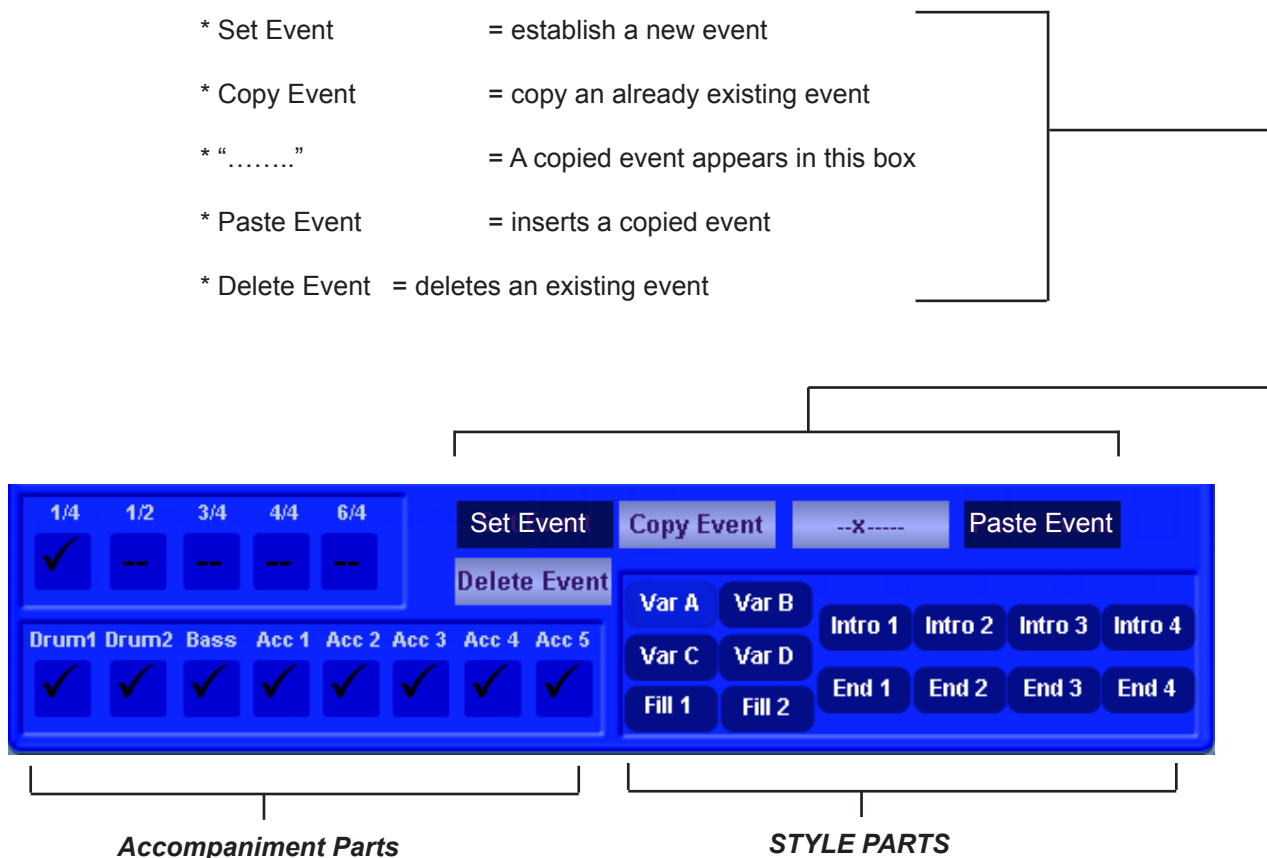 * Set Event = establish a new event
* Copy Event = copy an already existing event
* “……..” = A copied event appears in this box
* Paste Event = inserts a copied event
* Delete Event = deletes an existing event
1/4 1/2 3/4 4/4 6/4
Set Event Copy Event --x----- Paste Event
-- -- -- --
Delete Event
Var A Var B
Intro 1 Intro 2 Intro 3 Intro 4
Drum1 Drum2 Bass Acc 1 Acc 2 Acc 3 Acc 4 Acc 5
Var C Var D
End 1 End 2 End 3 End 4
Fill 1 Fill 2
Accompaniment Parts STYLE PARTS